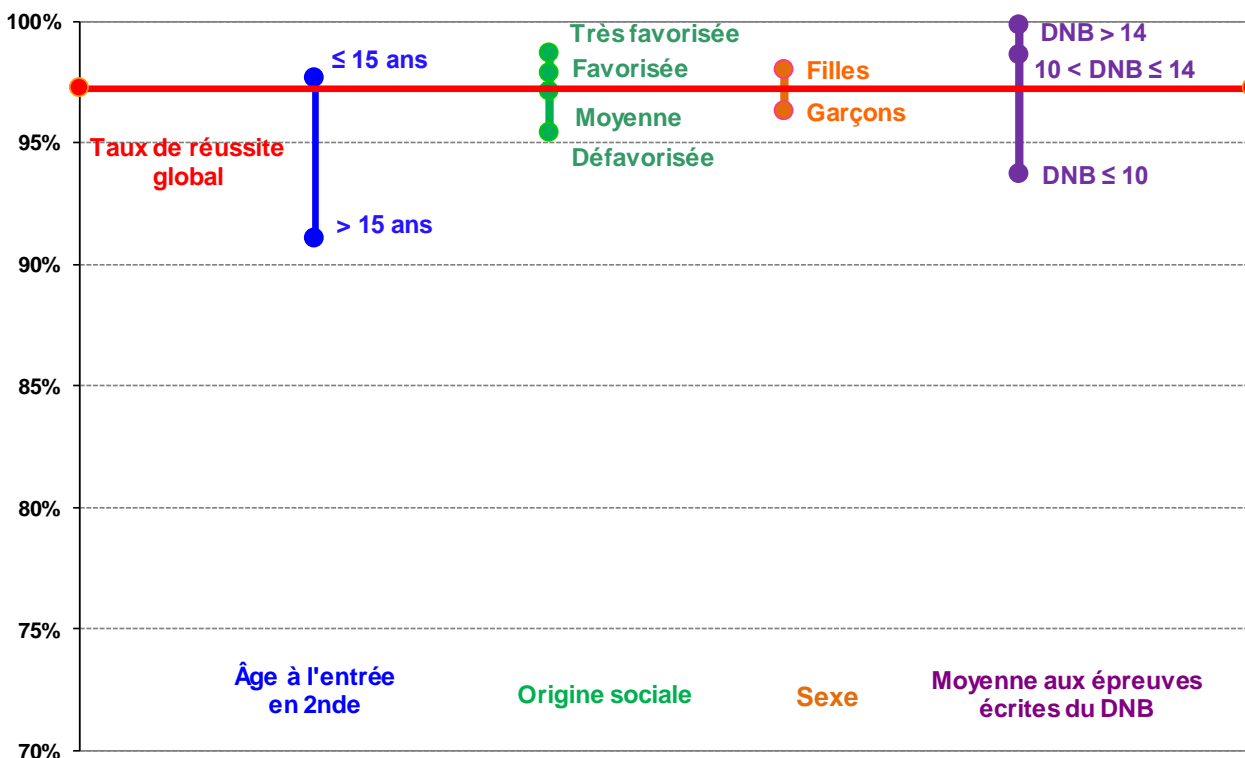 100%
95%
90%
85%
80%
75%
70%
Taux de réussite
global
≤ 15 ans
> 15 ans
Très favorisée
Favorisée
Moyenne
Défavorisée
Filles
Garçons
DNB > 14
10 < DNB ≤ 14
DNB ≤ 10
Âge à l'entrée
en 2nde
Origine sociale
Sexe
Moyenne aux épreuves
écrites du DNB